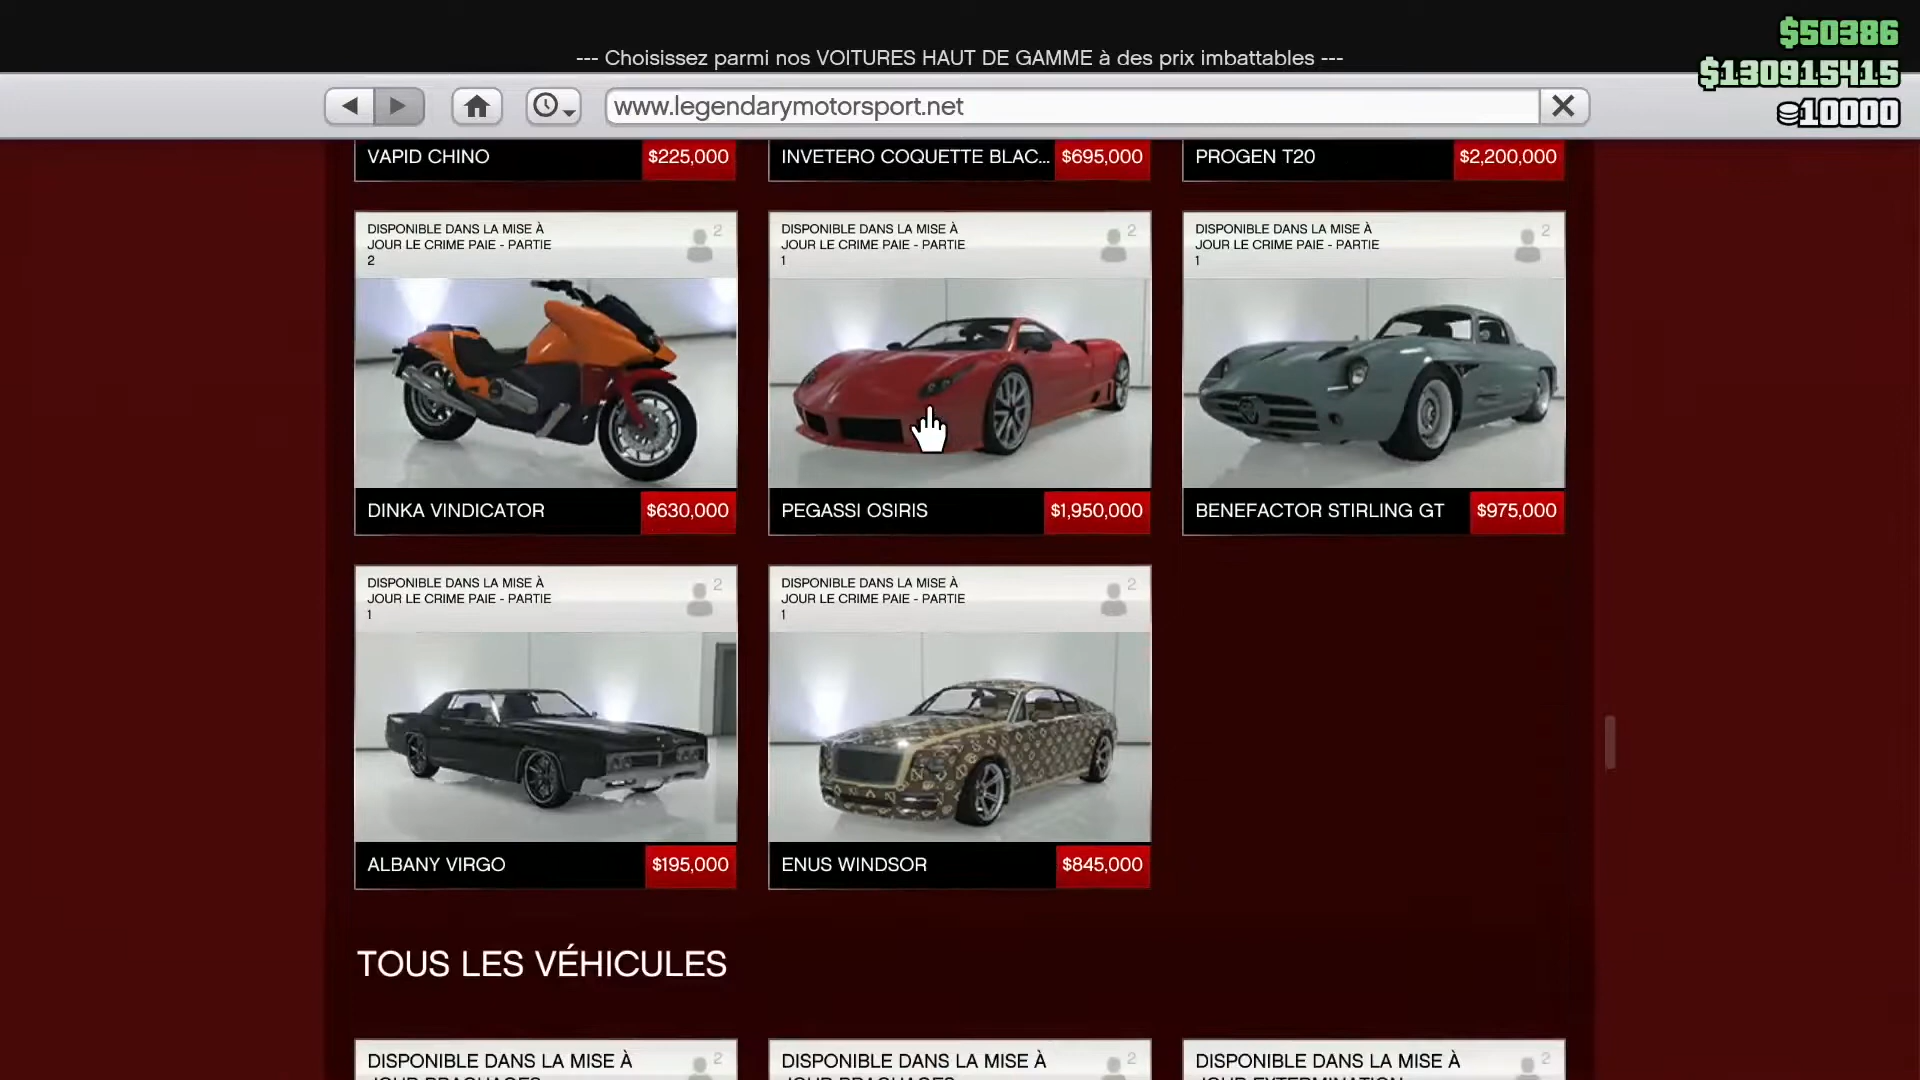 $50386
--- Choisissez parmi nos VOITURES HAUT DE GAMME à des prix imbattables ---
$130915415
www.legendarymotorsport.net
10000
VAPID CHINO $225,000
INVETERO COQUETTE BLAC... $695,000
PROGEN T20 $2,200,000
DISPONIBLE DANS LA MISE À
JOUR LE CRIME PAIE - PARTIE
2
2
DINKA VINDICATOR $630,000
DISPONIBLE DANS LA MISE À
JOUR LE CRIME PAIE - PARTIE
1
2
PEGASSI OSIRIS $1,950,000
DISPONIBLE DANS LA MISE À
JOUR LE CRIME PAIE - PARTIE
1
2
BENEFACTOR STIRLING GT $975,000
DISPONIBLE DANS LA MISE À
JOUR LE CRIME PAIE - PARTIE
1
2
ALBANY VIRGO $195,000
DISPONIBLE DANS LA MISE À
JOUR LE CRIME PAIE - PARTIE
1
2
ENUS WINDSOR $845,000
TOUS LES VÉHICULES
DISPONIBLE DANS LA MISE À
JOUR BRAQUAGES
2
DISPONIBLE DANS LA MISE À
JOUR BRAQUAGES
2
DISPONIBLE DANS LA MISE À
JOUR EXTERMINATION
2